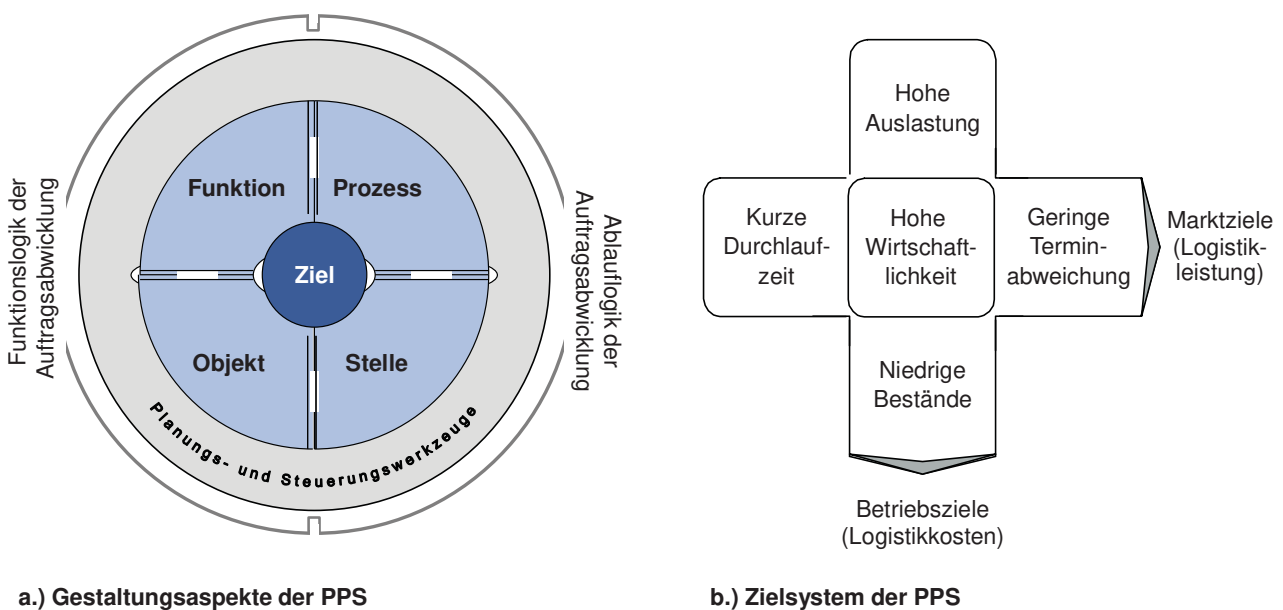 Funktionslogik der
Auftragsabwicklung
Funktion
Prozess
Ziel
Objekt
Stelle
Planungs- und Steuerungswerkzeuge
Ablauflogik der
Auftragsabwicklung
a.) Gestaltungsaspekte der PPS
Hohe
Auslastung
Kurze
Durchlauf-
zeit
Hohe
Wirtschaft-
lichkeit
Geringe
Termin-
abweichung
Marktziele
(Logistik-
leistung)
Niedrige
Bestände
Betriebsziele
(Logistikkosten)
b.) Zielsystem der PPS